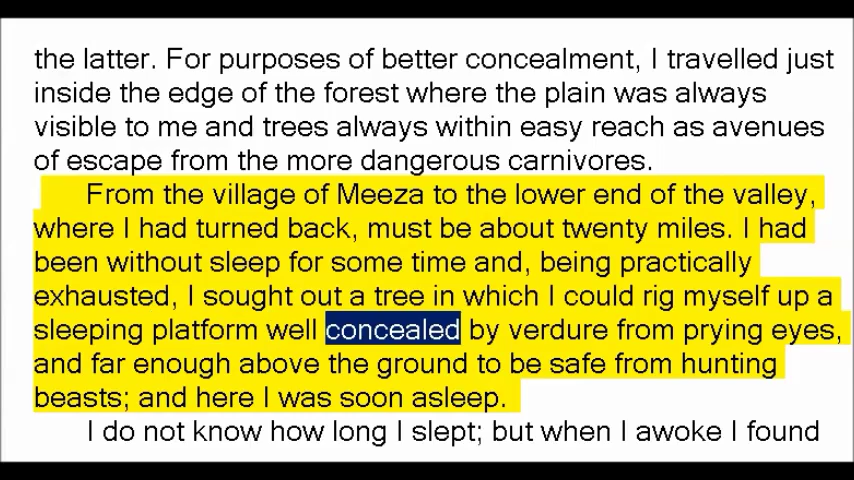 the latter. For purposes of better concealment, I travelled just
inside the edge of the forest where the plain was always
visible to me and trees always within easy reach as avenues
of escape from the more dangerous carnivores.
From the village of Meeza to the lower end of the valley,
where I had turned back, must be about twenty miles. I had
been without sleep for some time and, being practically
exhausted, I sought out a tree in which I could rig myself up a
sleeping platform well concealed by verdure from prying eyes,
and far enough above the ground to be safe from hunting
beasts; and here I was soon asleep.
I do not know how long I slept; but when I awoke I found